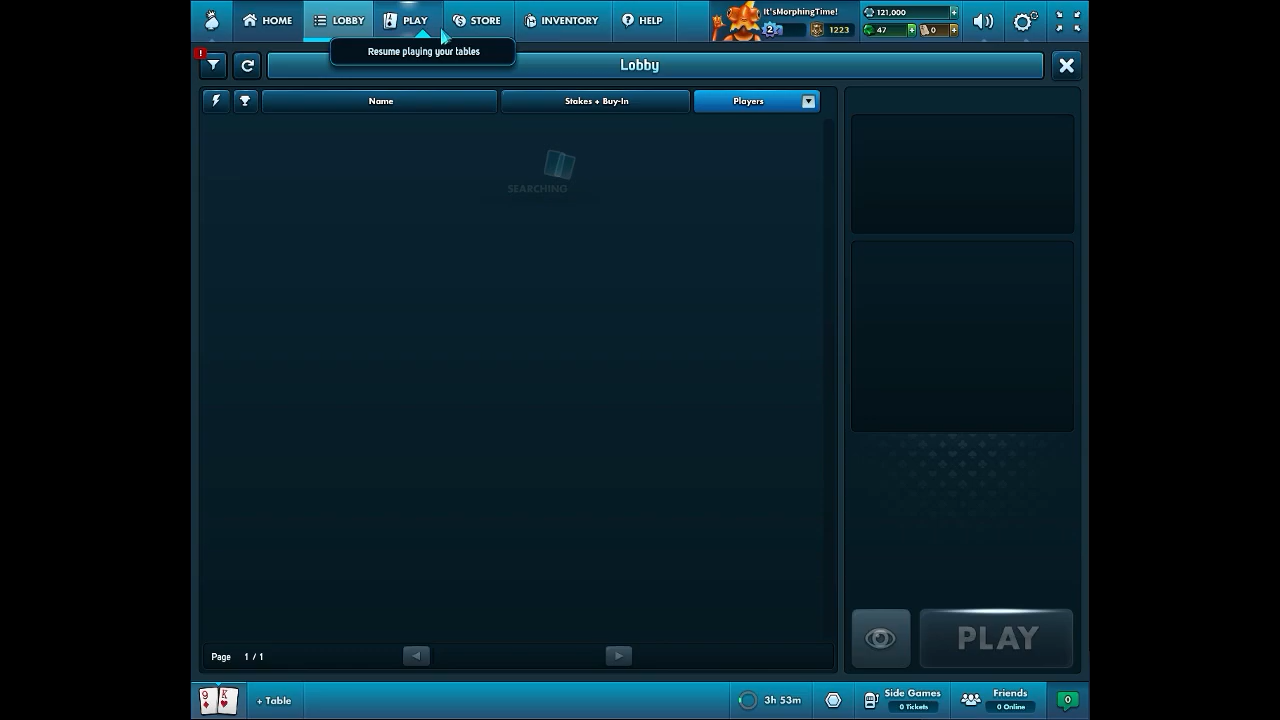 HOME
LOBBY
PLAY
STORE
INVENTORY
HELP
It'sMorphingTime!
1223
121,000
47
0
Resume playing your tables
!
Lobby
Name
Stakes + Buy-In
Players
SEARCHING
Page 1 / 1
PLAY
9 K
+ Table
3h 53m
Side Games
0 Tickets
Friends
0 Online
0